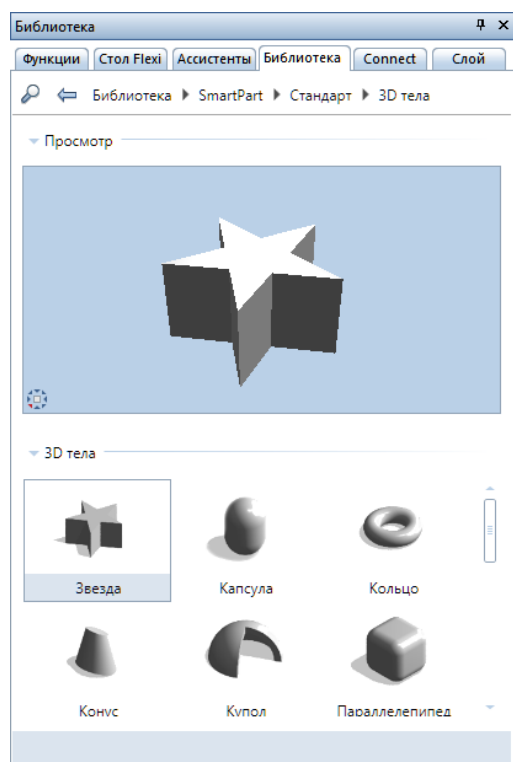 Библиотека
Функции Стол Flexi Ассистенты Библиотека Connect Слой
Библиотека SmartPart Стандарт 3D тела
Просмотр
3D тела
Звезда Капсула Кольцо
Конус Купол Параллелепипед